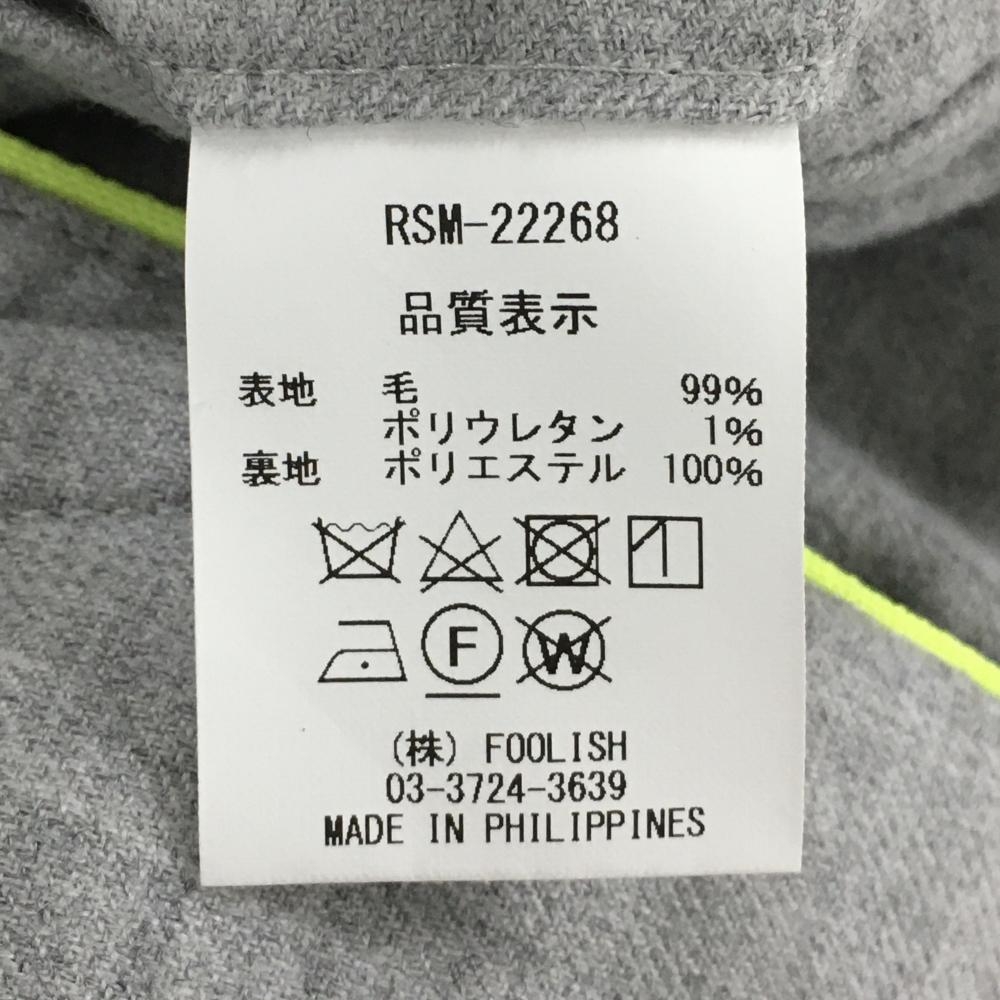 RSM-22268
品質表示
表地 毛 99%
ポリウレタン 1%
裏地 ポリエステル 100%
F W
(株) FOOLISH
03-3724-3639
MADE IN PHILIPPINES